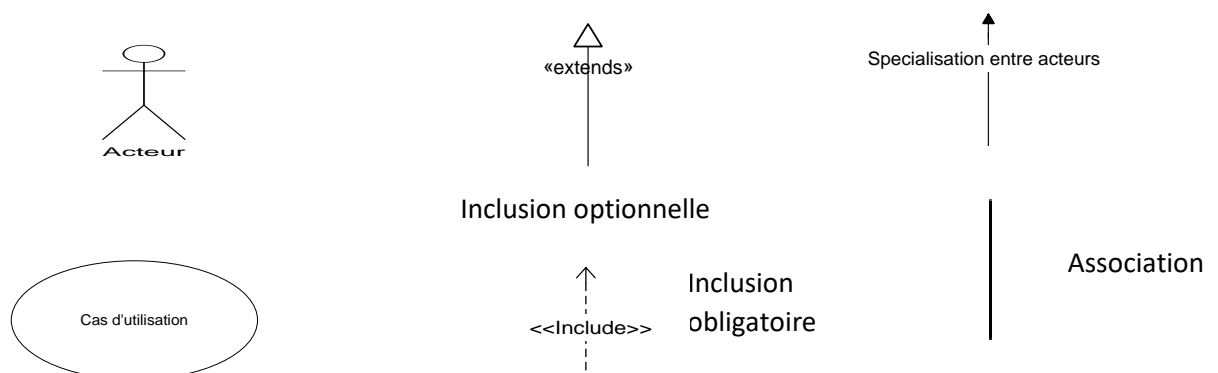 «extends»
Specialisation entre acteurs
Acteur
Inclusion optionnelle
Association
Inclusion
obligatoire
Cas d'utilisation
<<Include>>